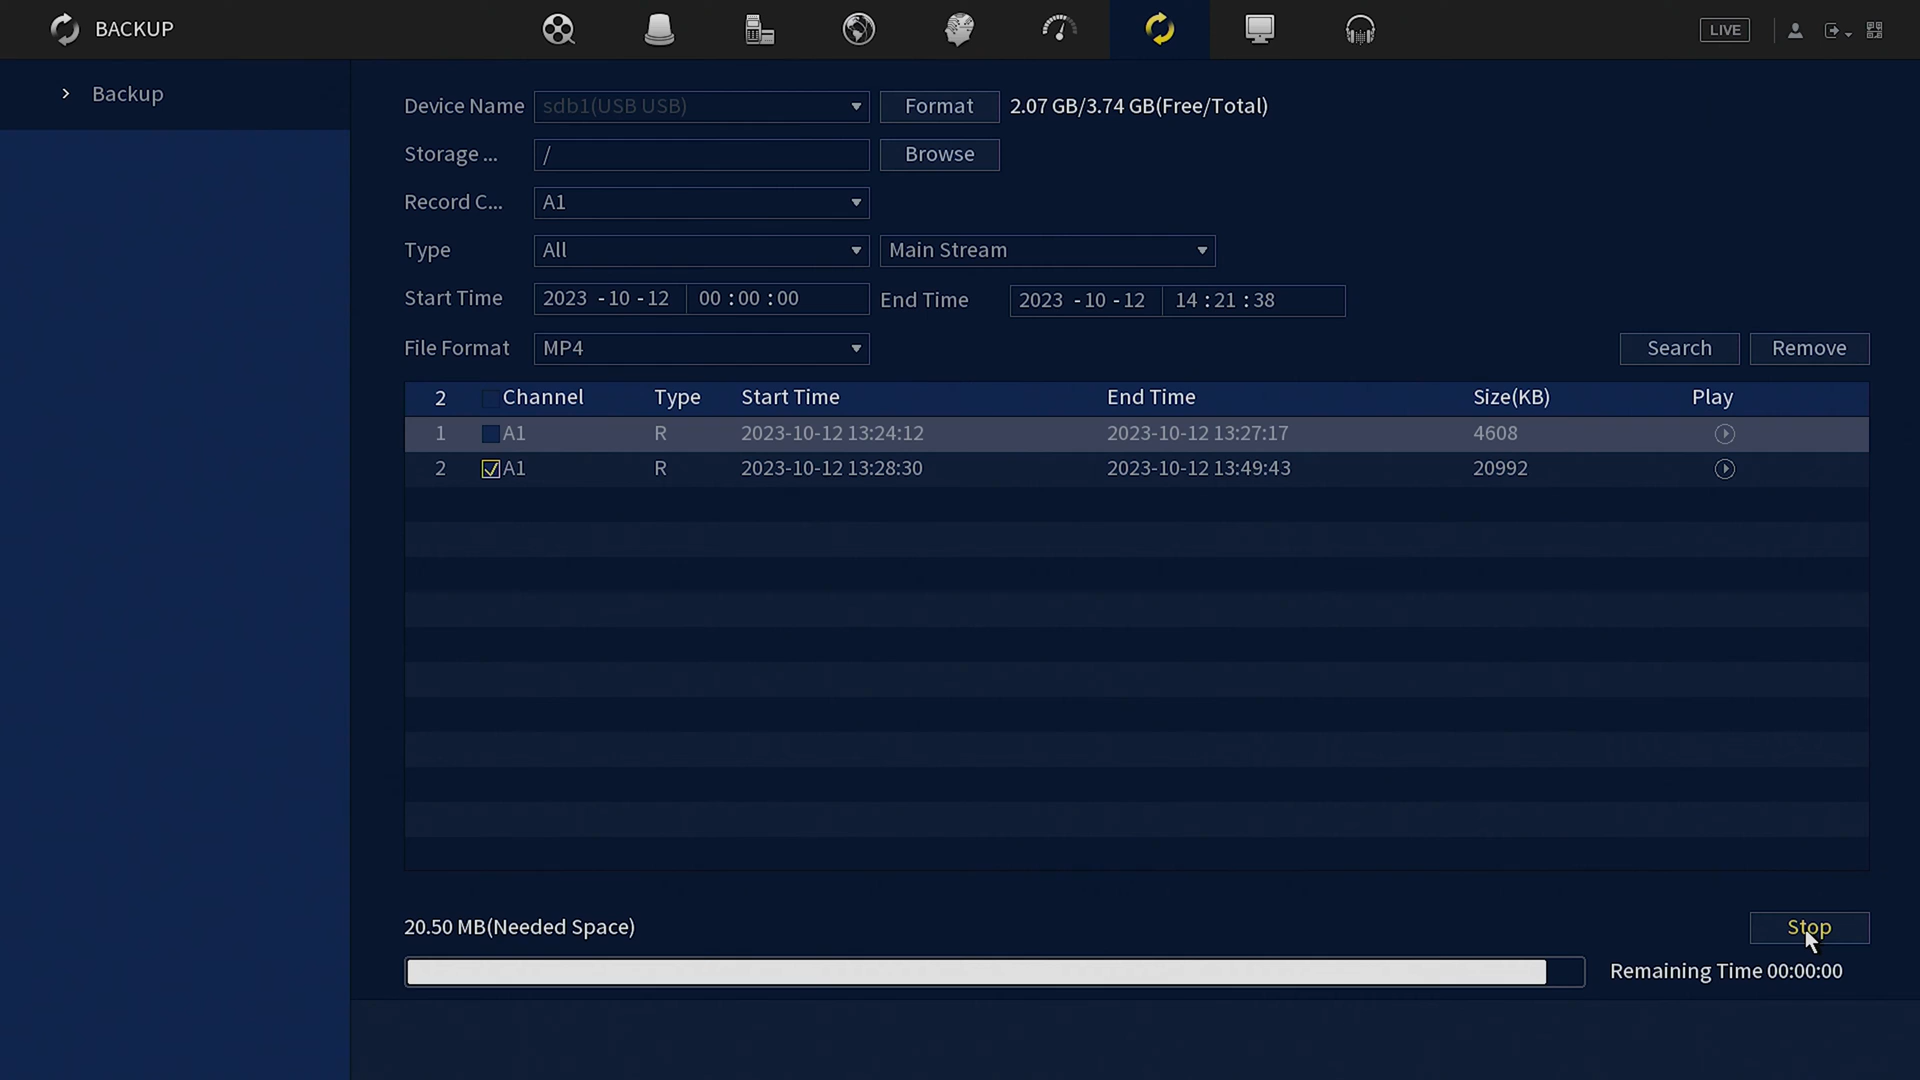 BACKUP LIVE
Backup
Device Name sdb1(USB USB) Format 2.07 GB/3.74 GB(Free/Total)
Storage ... / Browse
Record C... A1
Type All Main Stream
Start Time 2023 -10 -12 00 :00 :00 End Time 2023 -10 -12 14 :21 :38
File Format MP4 Search Remove
2 Channel Type Start Time End Time Size(KB) Play
1 A1 R 2023-10-12 13:24:12 2023-10-12 13:27:17 4608
2 A1 R 2023-10-12 13:28:30 2023-10-12 13:49:43 20992
20.50 MB(Needed Space) Stop
Remaining Time 00:00:00